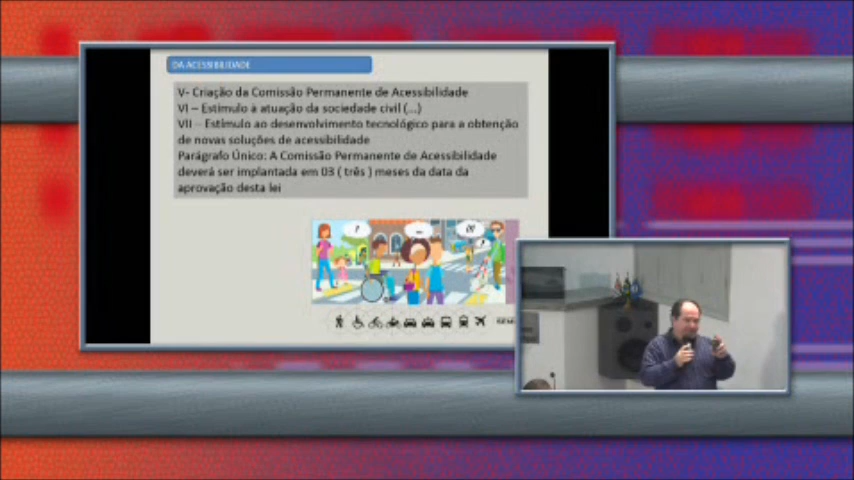 DA ACESSIBILIDADE
V- Criação da Comissão Permanente de Acessibilidade
VI – Estímulo à atuação da sociedade civil (...)
VII – Estímulo ao desenvolvimento tecnológico para a obtenção
de novas soluções de acessibilidade
Parágrafo Único: A Comissão Permanente de Acessibilidade
deverá ser implantada em 03 ( três ) meses da data da
aprovação desta lei